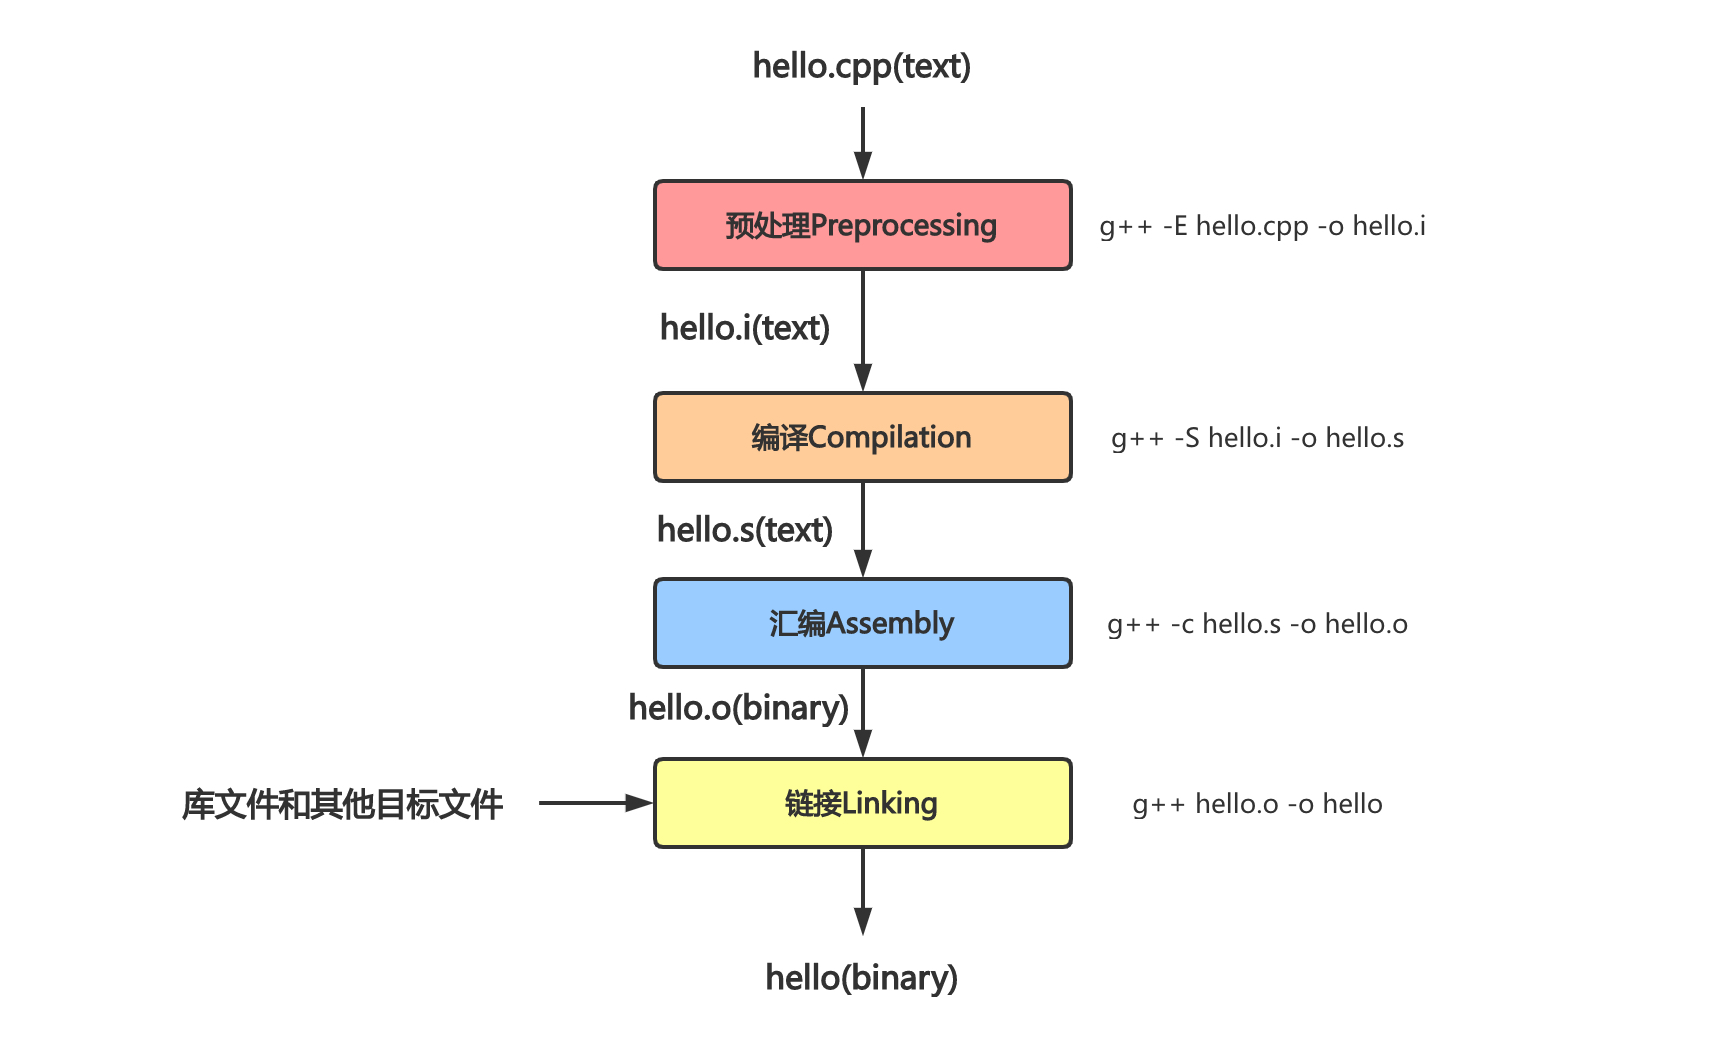 hello.cpp(text)
预处理Preprocessing
g++ -E hello.cpp -o hello.i
hello.i(text)
编译Compilation
g++ -S hello.i -o hello.s
hello.s(text)
汇编Assembly
g++ -c hello.s -o hello.o
hello.o(binary)
库文件和其他目标文件
链接Linking
g++ hello.o -o hello
hello(binary)